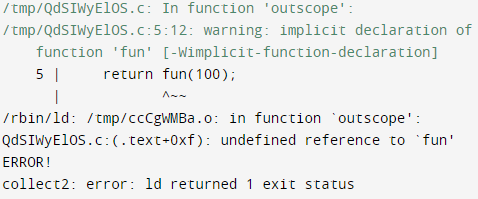 /tmp/QdSIWyElOS.c: In function 'outscope':
/tmp/QdSIWyElOS.c:5:12: warning: implicit declaration of
function 'fun' [-Wimplicit-function-declaration]
5 |     return fun(100);
|            ^~~
/rbin/ld: /tmp/ccCgWMBa.o: in function `outscope':
QdSIWyElOS.c:(.text+0xf): undefined reference to `fun'
ERROR!
collect2: error: ld returned 1 exit status